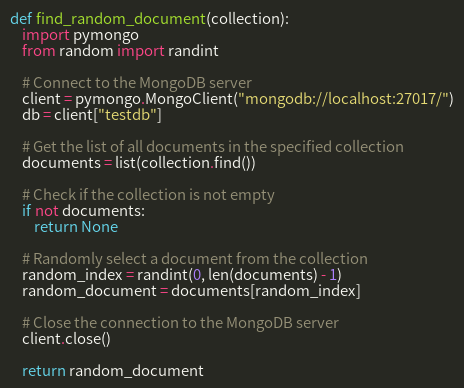 def find_random_document(collection):
    import pymongo
    from random import randint

    # Connect to the MongoDB server
    client = pymongo.MongoClient("mongodb://localhost:27017/")
    db = client["testdb"]

    # Get the list of all documents in the specified collection
    documents = list(collection.find())

    # Check if the collection is not empty
    if not documents:
        return None

    # Randomly select a document from the collection
    random_index = randint(0, len(documents) - 1)
    random_document = documents[random_index]

    # Close the connection to the MongoDB server
    client.close()

    return random_document